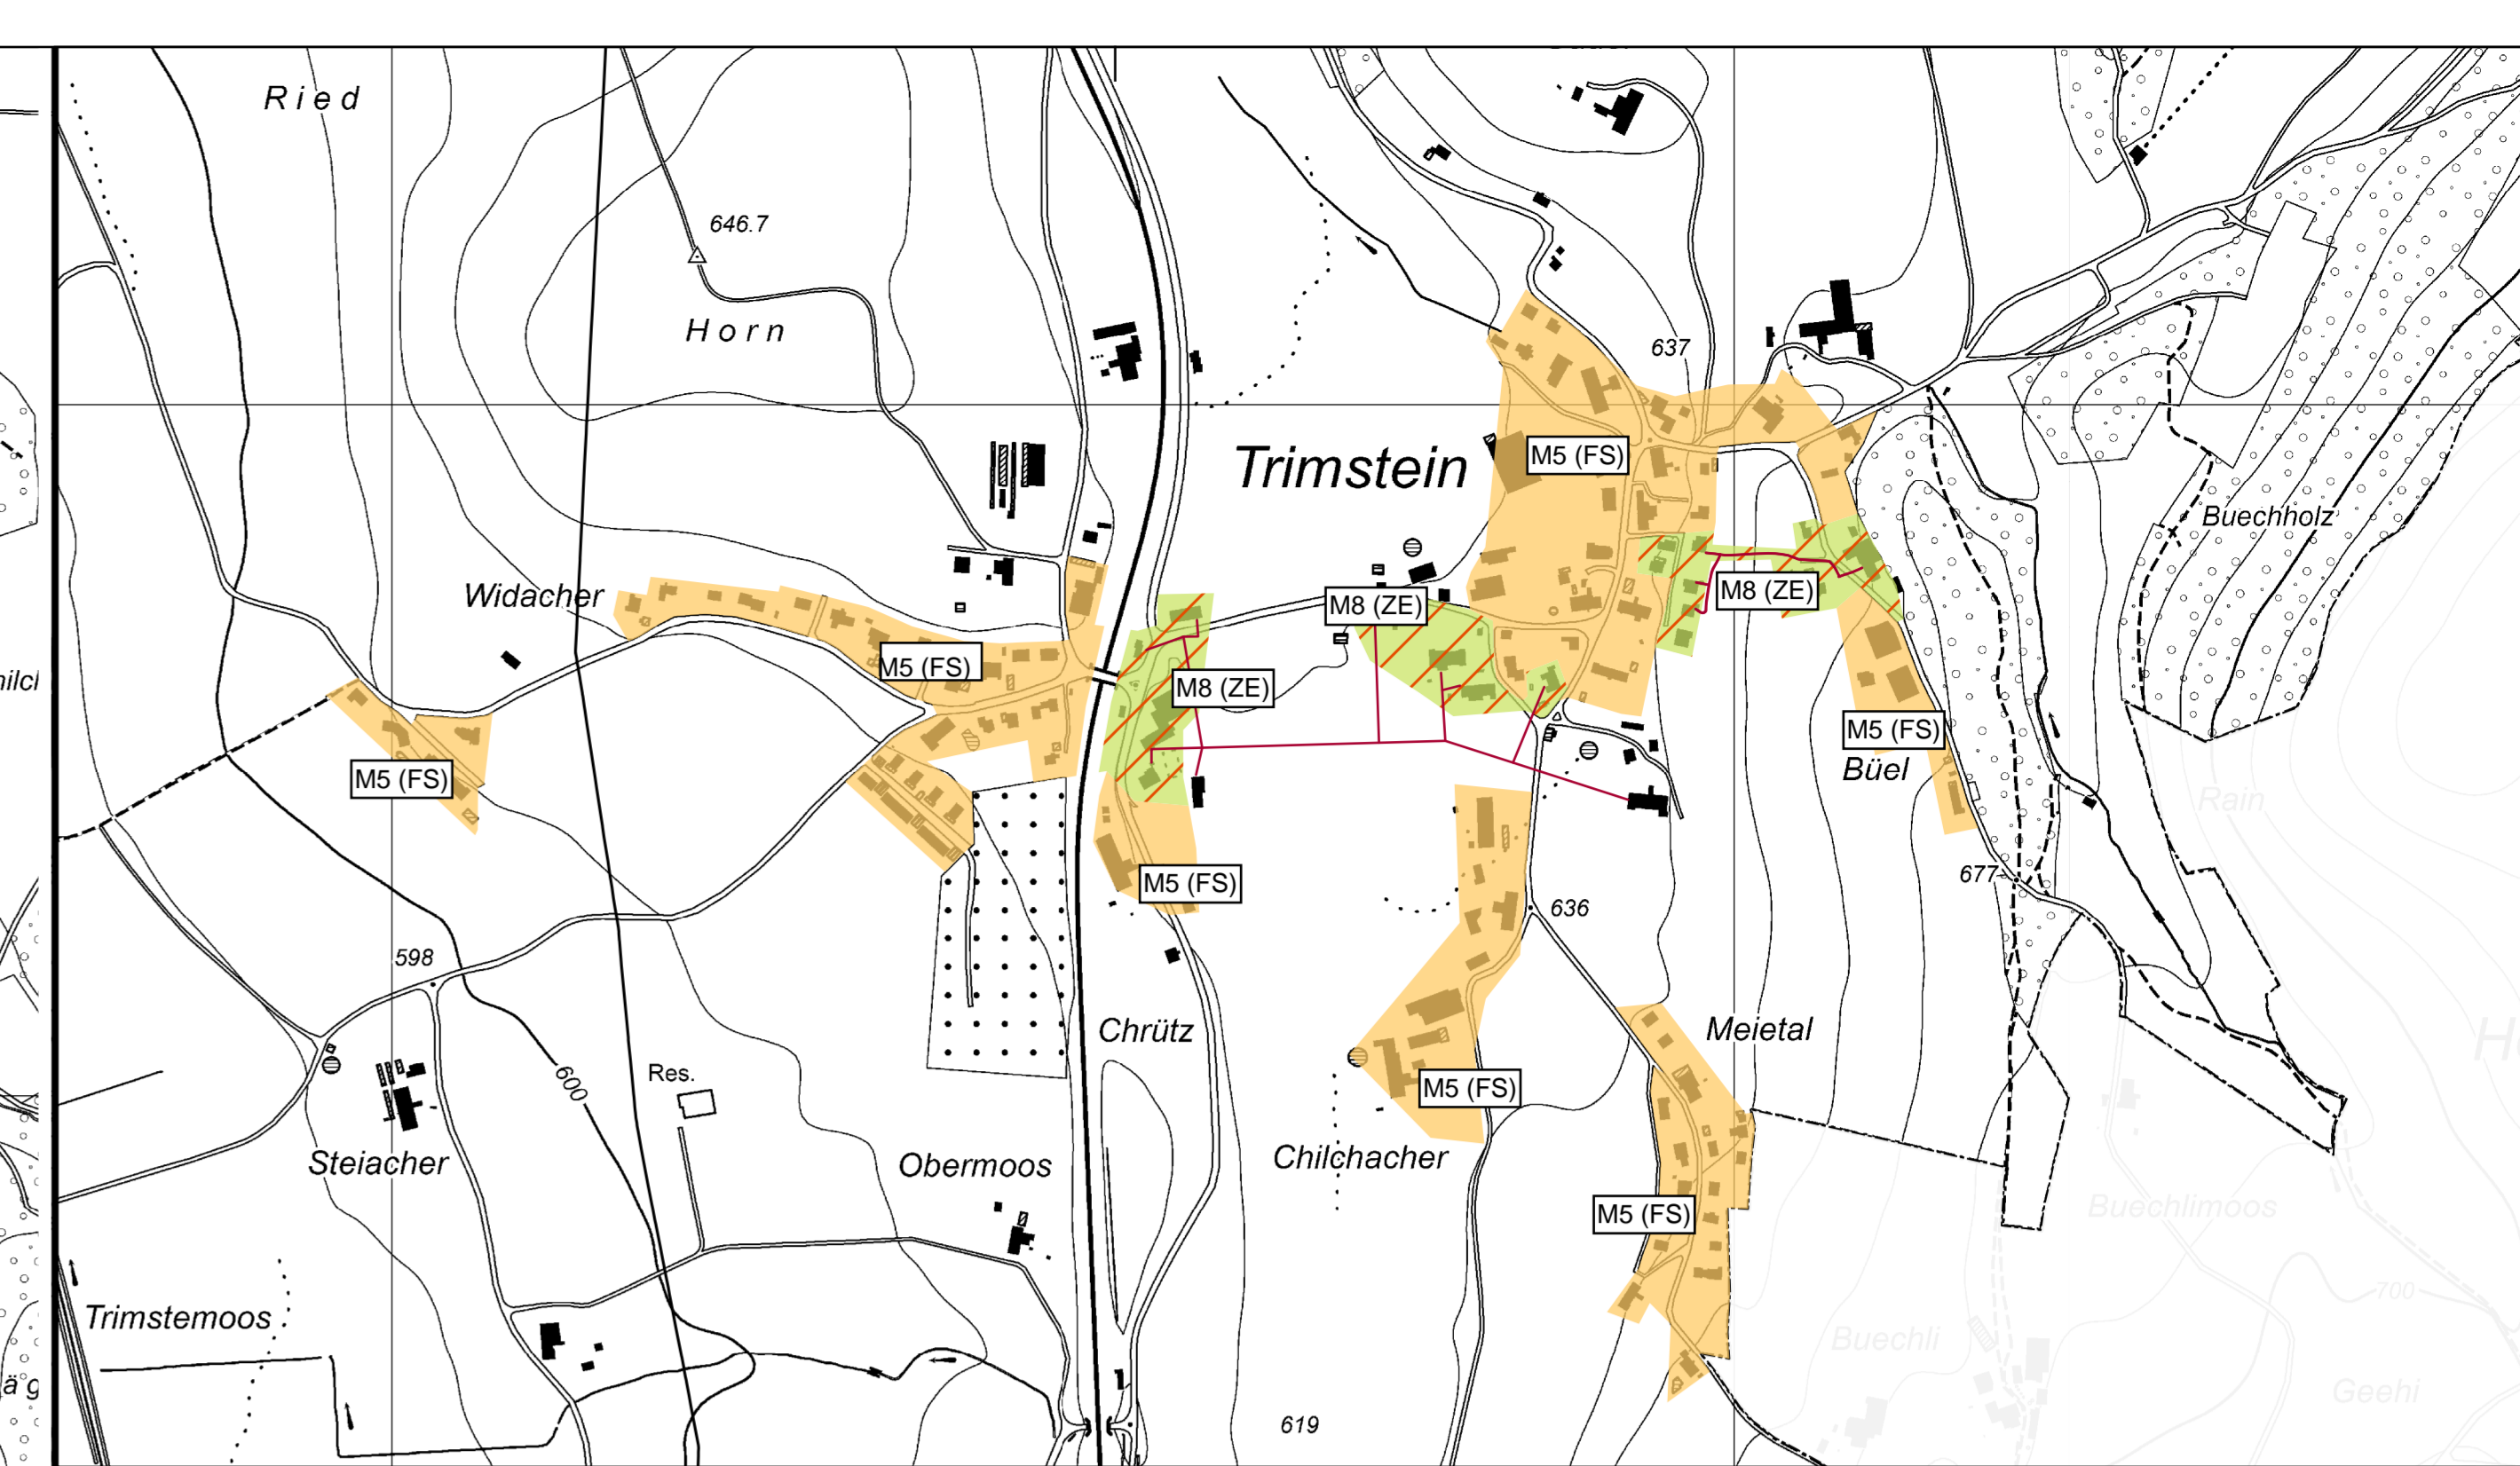 Ried
646.7
Horn
637
Trimstein
M5 (FS)
Buechholz
Widacher
M8 (ZE)
M8 (ZE)
M5 (FS)
M8 (ZE)
M5 (FS)
M5 (FS)
Büel
Rain
677
M5 (FS)
636
598
Chrütz
Meietal
600
Res.
M5 (FS)
Steiacher
Obermoos
Chilchacher
Buechlimoos
M5 (FS)
700
Trimstemoos
Buechli
Geehi
619